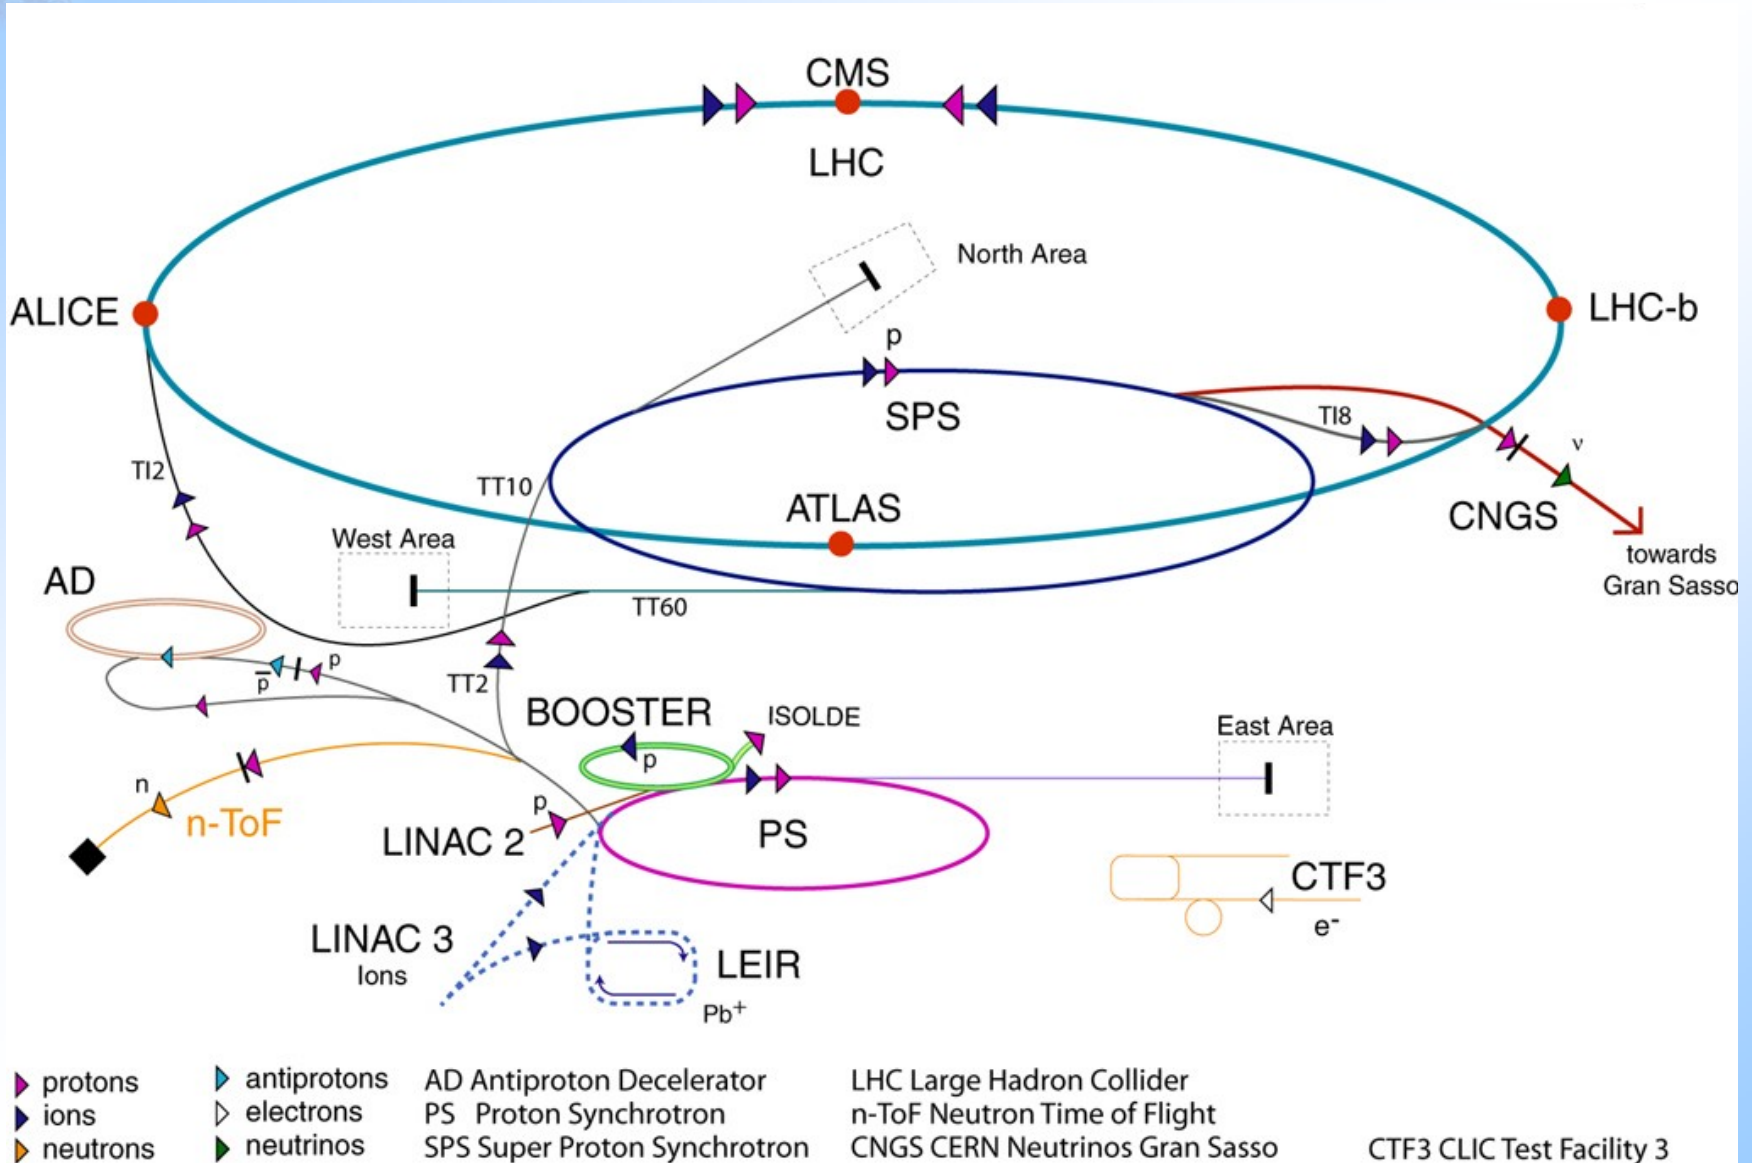 CMS
LHC
North Area
ALICE
LHC-b
p
SPS
TI8
ν
TI2
TT10
ATLAS
CNGS
West Area
towards
Gran Sasso
AD
TT60
p
p̅
TT2
BOOSTER
ISOLDE
East Area
p
n
p
n-ToF
LINAC 2
PS
CTF3
e-
LINAC 3
Ions
LEIR
Pb+
protons
ions
neutrons
antiprotons
electrons
neutrinos
AD Antiproton Decelerator
PS Proton Synchrotron
SPS Super Proton Synchrotron
LHC Large Hadron Collider
n-ToF Neutron Time of Flight
CNGS CERN Neutrinos Gran Sasso
CTF3 CLIC Test Facility 3